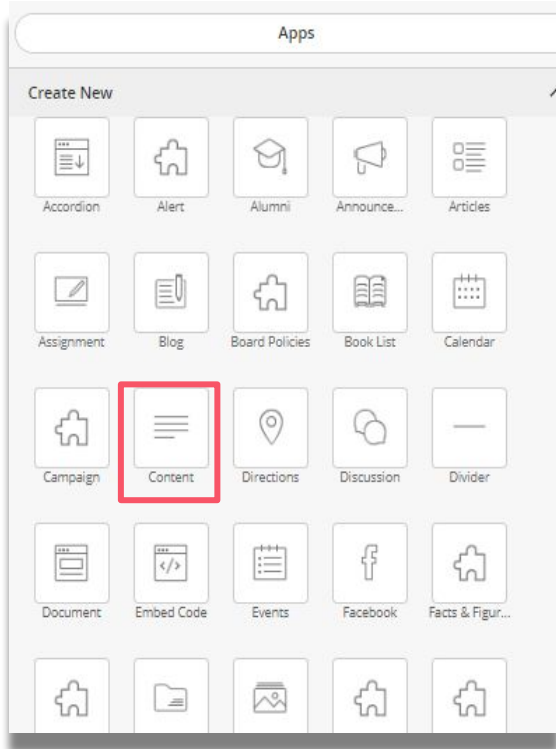 Apps
Create New
Accordion Alert Alumni Announce... Articles
Assignment Blog Board Policies Book List Calendar
Campaign Content Directions Discussion Divider
Document Embed Code Events Facebook Facts & Figur...